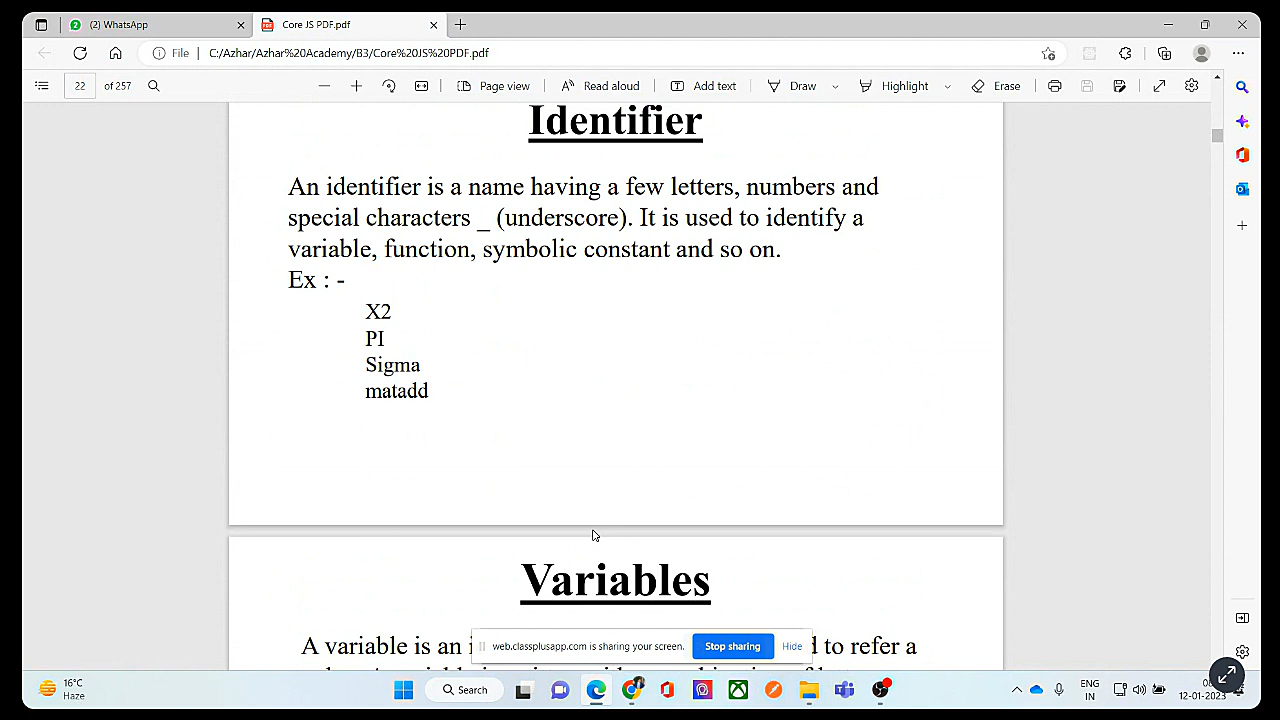 (2) WhatsApp
Core JS PDF.pdf
File
C:/Azhar/Azhar%20Academy/B3/Core%20JS%20PDF.pdf
22 of 257
Page view
Read aloud
Add text
Draw
Highlight
Erase
Identifier
An identifier is a name having a few letters, numbers and
special characters _ (underscore). It is used to identify a
variable, function, symbolic constant and so on.
Ex : -
X2
PI
Sigma
matadd
Variables
A variable is an
d to refer a
web.classplusapp.com is sharing your screen.
Stop sharing
Hide
16°C
Haze
Search
ENG
IN
12-01-2023